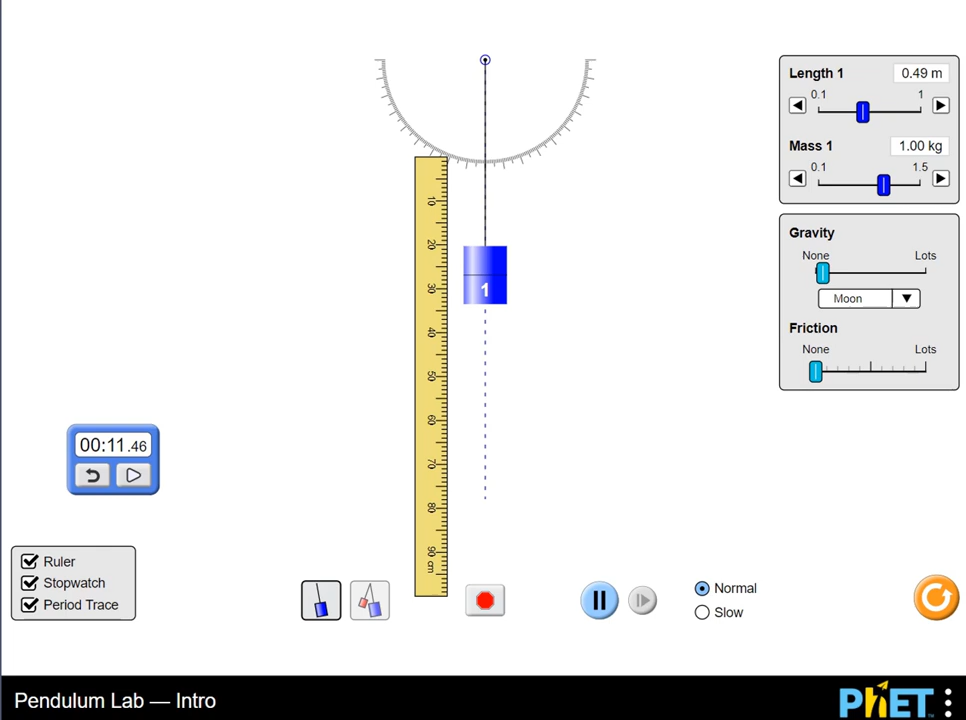 Length 1
0.49 m
0.1
1
Mass 1
1.00 kg
0.1
1.5
Gravity
None
Lots
Moon
Friction
None
Lots
10
20
30
40
50
60
70
80
90 cm
1
00:11.46
Ruler
Stopwatch
Period Trace
Normal
Slow
Pendulum Lab — Intro
PhET